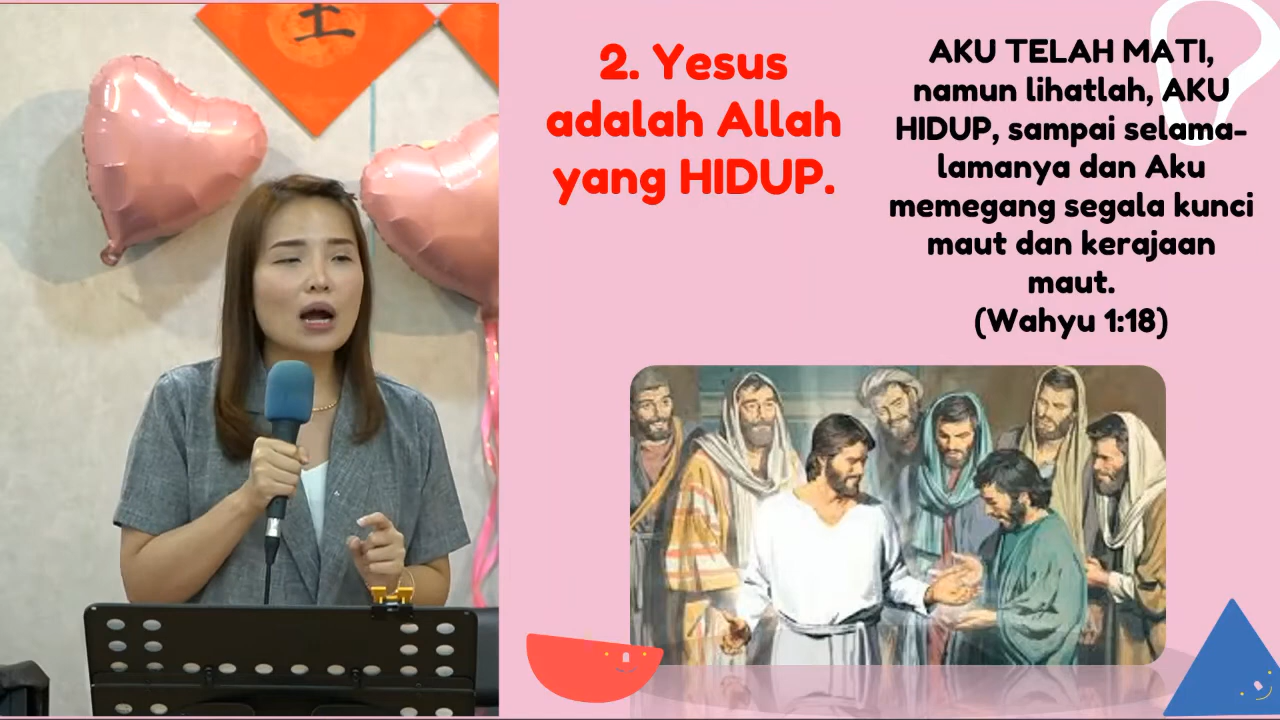 2. Yesus
adalah Allah
yang HIDUP.
AKU TELAH MATI,
namun lihatlah, AKU
HIDUP, sampai selama-
lamanya dan Aku
memegang segala kunci
maut dan kerajaan
maut.
(Wahyu 1:18)